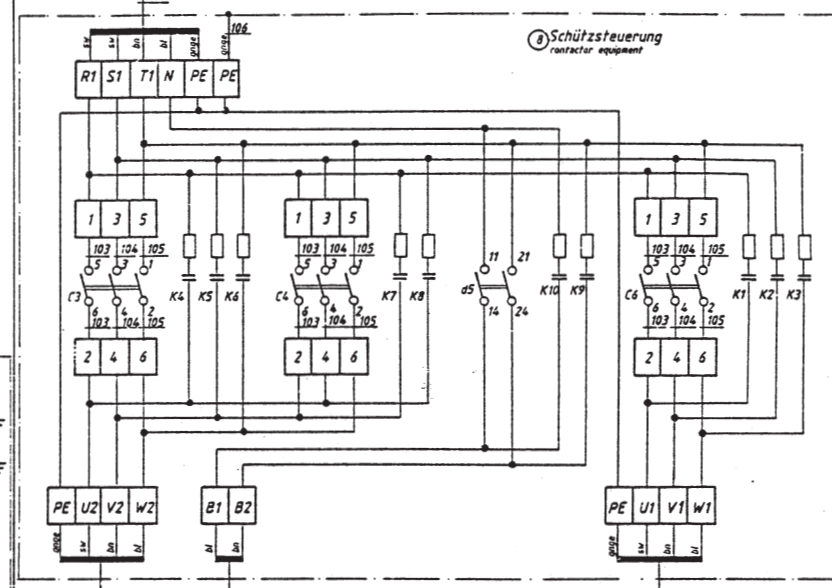 106
8 Schützsteuerung
contactor equipment
sw sw bn bl gnge gnge
R1 S1 T1 N PE PE
1 3 5
1 3 5
1 3 5
103 104 105
103 104 105
103 104 105
5 3 1
5 3 1
11 21
5 3 1
C3 K4 K5 K6 C4 K7 K8 d5 K10 K9 C6 K1 K2 K3
6 4 2
6 4 2
14 24
6 4 2
103 104 105
103 104 105
103 104 105
2 4 6
2 4 6
2 4 6
PE U2 V2 W2
B1 B2
PE U1 V1 W1
gnge sw bn bl
bl bn
gnge sw bn bl